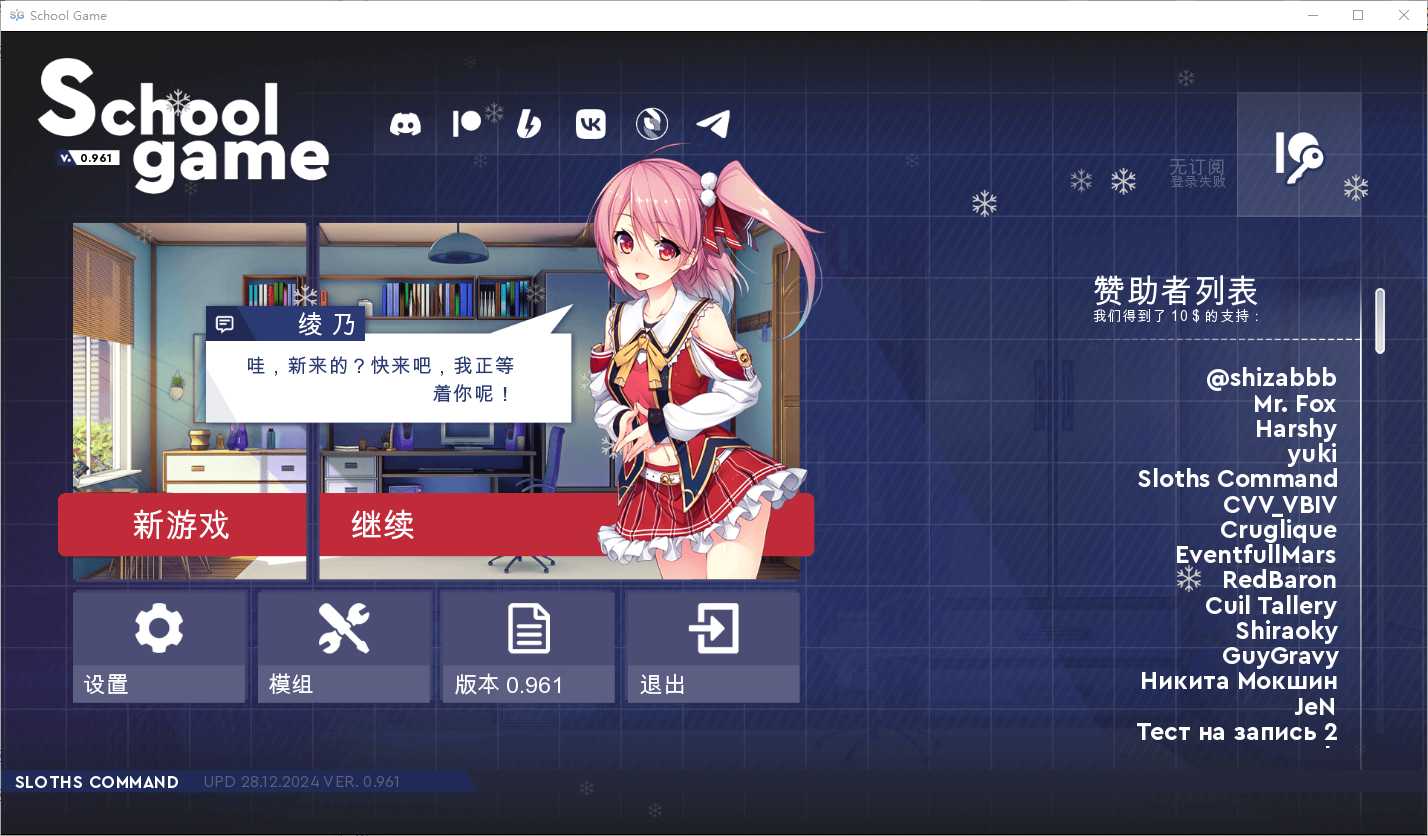 School Game
School
game
v. 0.961
无订阅
登录失败
绫乃
哇，新来的？快来吧，我正等
着你呢！
新游戏
继续
设置
模组
版本 0.961
退出
赞助者列表
我们得到了 10 $ 的支持：
@shizabbb
Mr. Fox
Harshy
yuki
Sloths Command
CVV_VBIV
Cruglique
EventfullMars
RedBaron
Cuil Tallery
Shiraoky
GuyGravy
Никита Мокшин
JeN
Тест на запись 2
SLOTHS COMMAND
UPD 28.12.2024 VER. 0.961